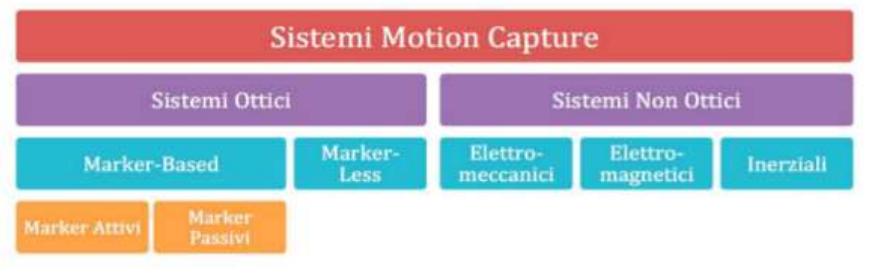 Sistemi Motion Capture
Sistemi Ottici
Sistemi Non Ottici
Marker-Based
Marker-
Less
Elettro-
meccanici
Elettro-
magnetici
Inerziali
Marker Attivi
Marker
Passivi